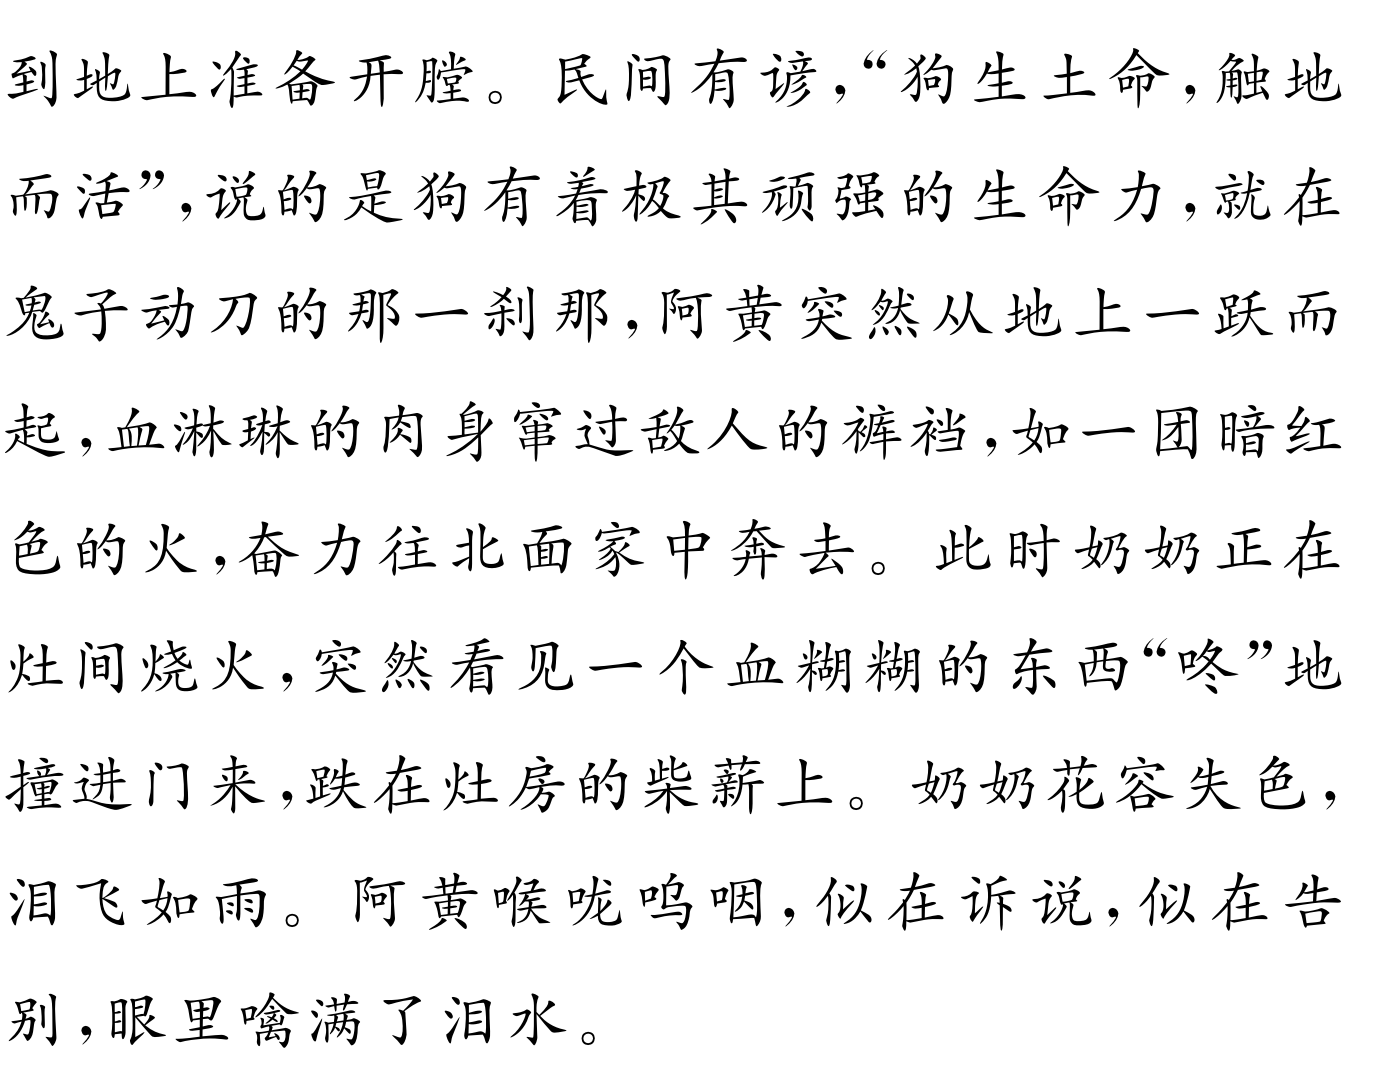 到地上准备开膛。民间有谚,“狗生土命,触地
而活”,说的是狗有着极其顽强的生命力,就在
鬼子动刀的那一刹那,阿黄突然从地上一跃而
起,血淋琳的肉身窜过敌人的裤裆,如一团暗红
色的火,奋力往北面家中奔去。此时奶奶正在
灶间烧火,突然看见一个血糊糊的东西“咚”地
撞进门来,跌在灶房的柴薪上。奶奶花容失色,
泪飞如雨。阿黄喉咙呜咽,似在诉说,似在告
别,眼里噙满了泪水。